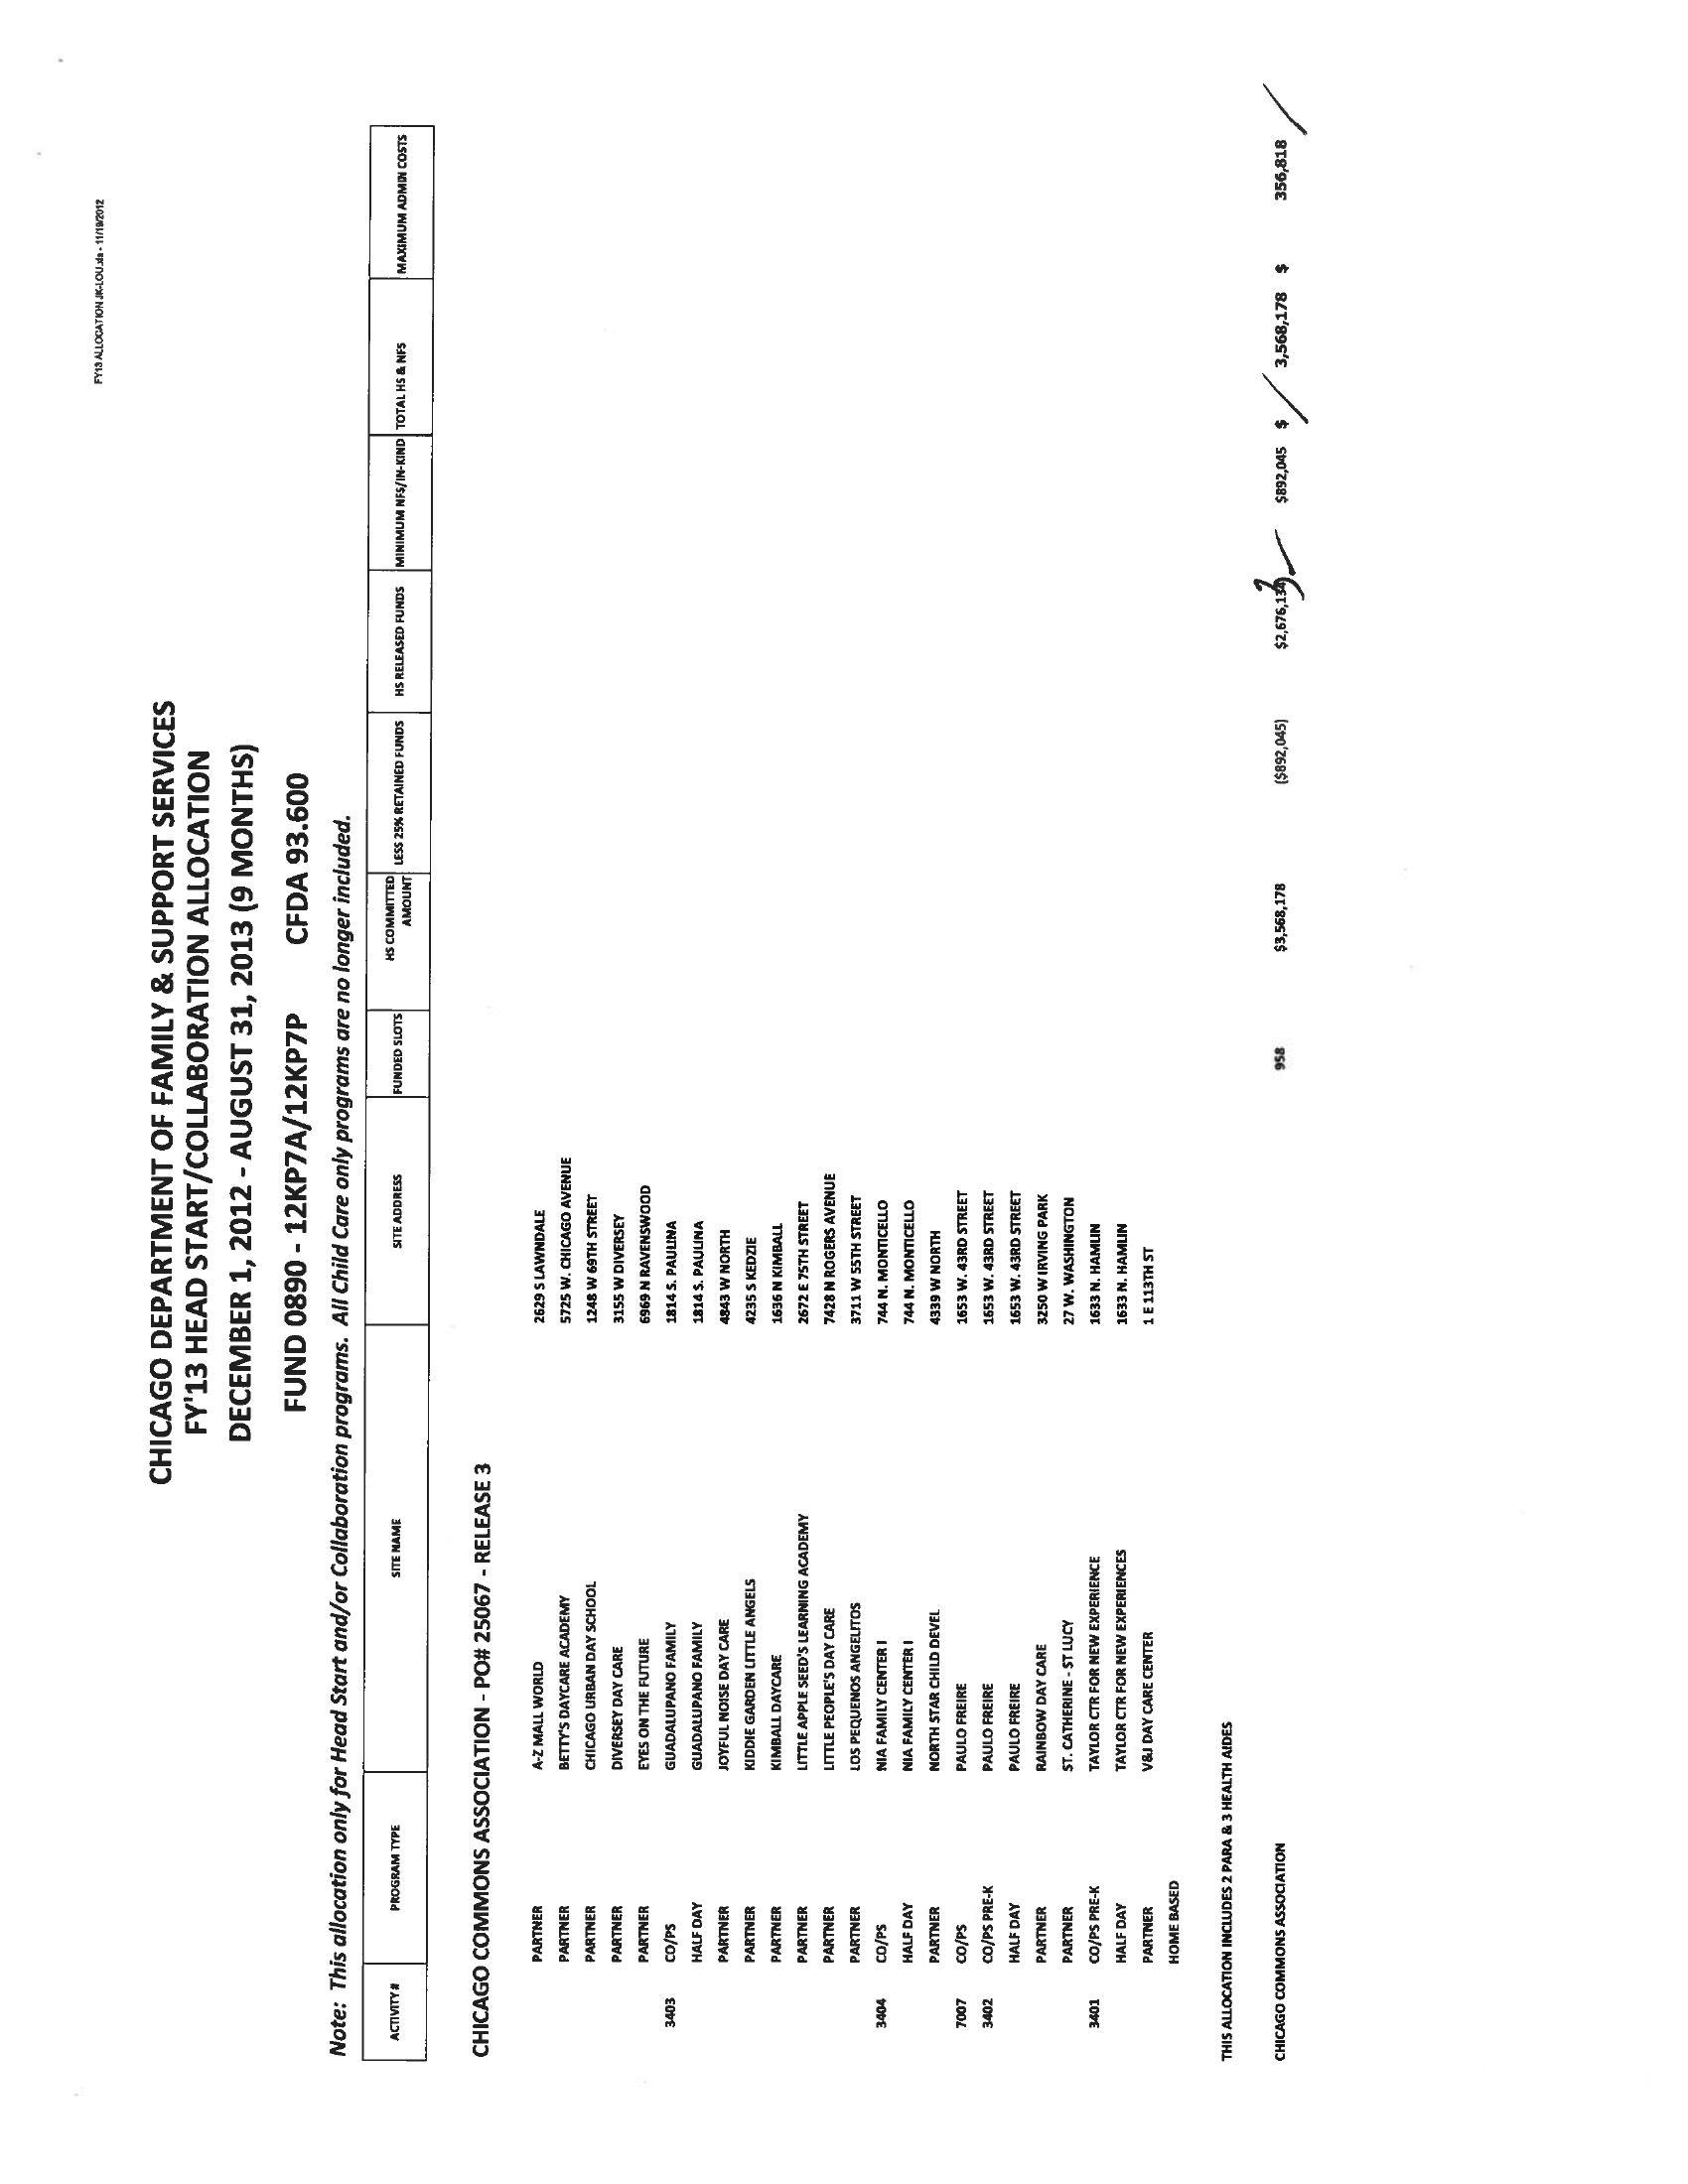 FY13 ALLOCATION JK-LOU.xls - 11/19/2012
CHICAGO DEPARTMENT OF FAMILY & SUPPORT SERVICES
FY'13 HEAD START/COLLABORATION ALLOCATION
DECEMBER 1, 2012 - AUGUST 31, 2013 (9 MONTHS)
FUND 0890 - 12KP7A/12KP7P CFDA 93.600
Note: This allocation only for Head Start and/or Collaboration programs. All Child Care only programs are no longer included.
ACTIVITY # PROGRAM TYPE SITE NAME SITE ADDRESS FUNDED SLOTS HS COMMITTED AMOUNT LESS 25% RETAINED FUNDS HS RELEASED FUNDS MINIMUM NFS/IN-KIND TOTAL HS & NFS MAXIMUM ADMIN COSTS
CHICAGO COMMONS ASSOCIATION - PO# 25067 - RELEASE 3
PARTNER A-Z MALL WORLD 2629 S LAWNDALE
PARTNER BETTY'S DAYCARE ACADEMY 5725 W. CHICAGO AVENUE
PARTNER CHICAGO URBAN DAY SCHOOL 1248 W 69TH STREET
PARTNER DIVERSEY DAY CARE 3155 W DIVERSEY
PARTNER EYES ON THE FUTURE 6969 N RAVENSWOOD
3403 CO/PS GUADALUPANO FAMILY 1814 S. PAULINA
HALF DAY GUADALUPANO FAMILY 1814 S. PAULINA
PARTNER JOYFUL NOISE DAY CARE 4843 W NORTH
PARTNER KIDDIE GARDEN LITTLE ANGELS 4235 S KEDZIE
PARTNER KIMBALL DAYCARE 1636 N KIMBALL
PARTNER LITTLE APPLE SEED'S LEARNING ACADEMY 2672 E 75TH STREET
PARTNER LITTLE PEOPLE'S DAY CARE 7428 N ROGERS AVENUE
PARTNER LOS PEQUENOS ANGELITOS 3711 W 55TH STREET
3404 CO/PS NIA FAMILY CENTER I 744 N. MONTICELLO
HALF DAY NIA FAMILY CENTER I 744 N. MONTICELLO
PARTNER NORTH STAR CHILD DEVEL 4339 W NORTH
7007 CO/PS PAULO FREIRE 1653 W. 43RD STREET
3402 CO/PS PRE-K PAULO FREIRE 1653 W. 43RD STREET
HALF DAY PAULO FREIRE 1653 W. 43RD STREET
PARTNER RAINBOW DAY CARE 3250 W IRVING PARK
PARTNER ST. CATHERINE - ST LUCY 27 W. WASHINGTON
3401 CO/PS PRE-K TAYLOR CTR FOR NEW EXPERIENCE 1633 N. HAMLIN
HALF DAY TAYLOR CTR FOR NEW EXPERIENCES 1633 N. HAMLIN
PARTNER V&J DAY CARE CENTER 1 E 113TH ST
HOME BASED
THIS ALLOCATION INCLUDES 2 PARA & 3 HEALTH AIDES
CHICAGO COMMONS ASSOCIATION 958 $3,568,178 ($892,045) $2,676,134 3 $892,045 $ 3,568,178 $ 356,818